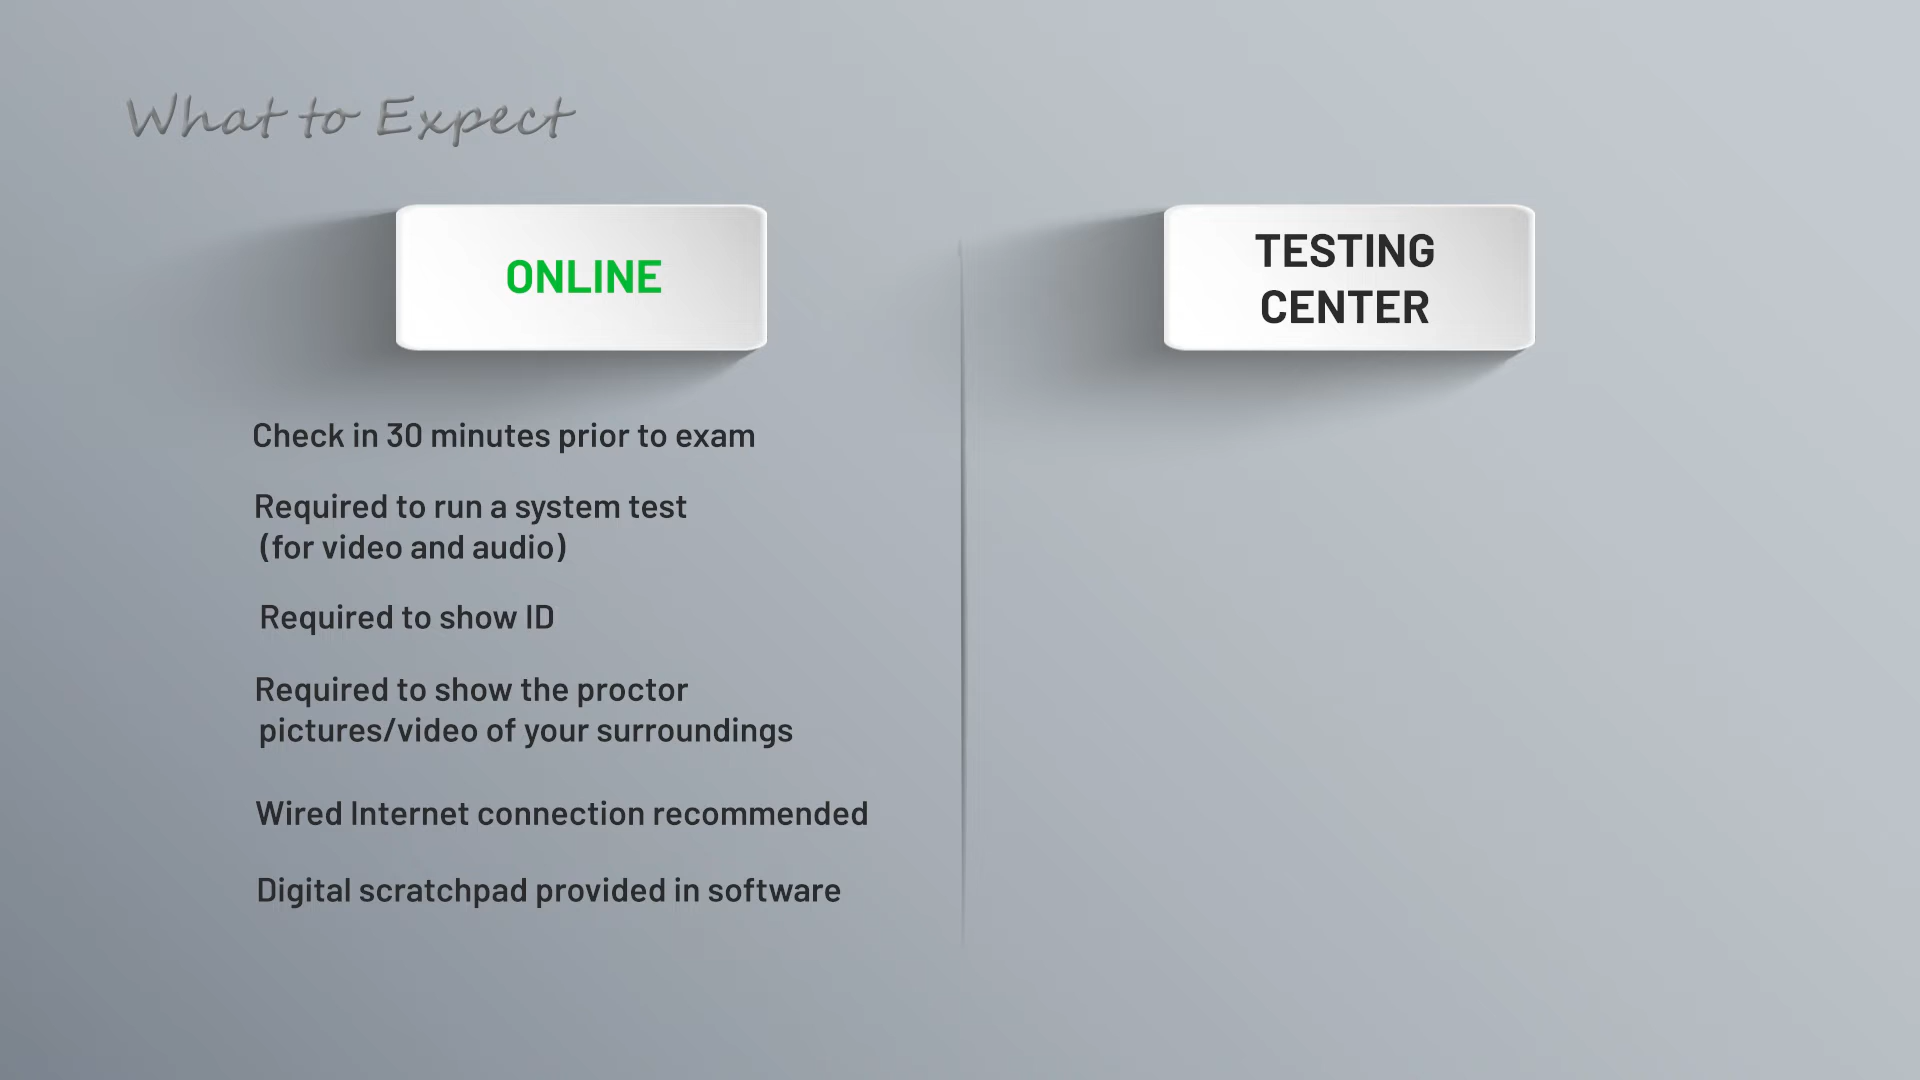 What to Expect
ONLINE
Check in 30 minutes prior to exam
Required to run a system test
(for video and audio)
Required to show ID
Required to show the proctor
pictures/video of your surroundings
Wired Internet connection recommended
Digital scratchpad provided in software
TESTING
CENTER